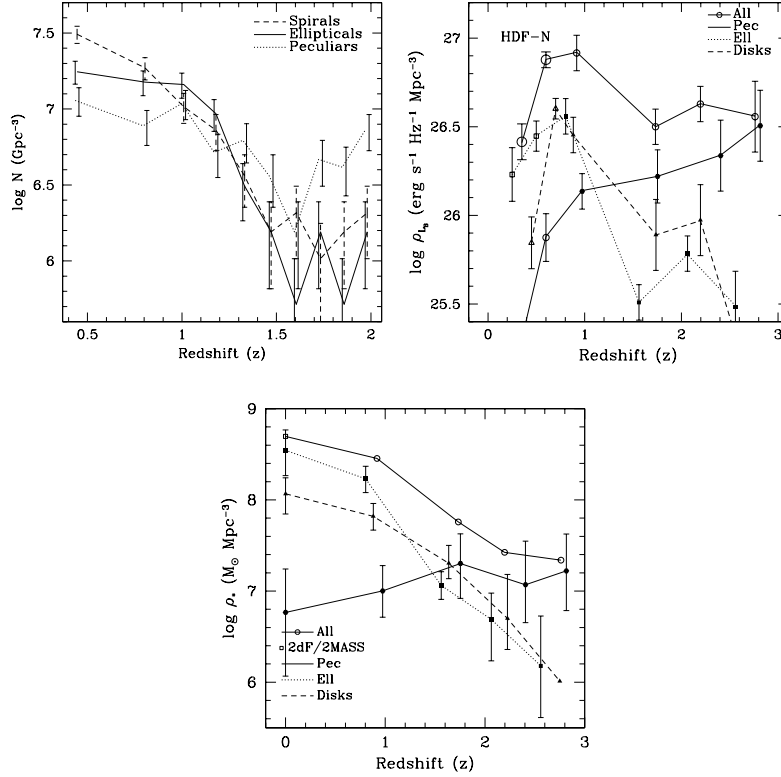 Spirals
Ellipticals
Peculiars
7.5
7
6.5
6
log N (Gpc⁻³)
0.5 1 1.5 2
Redshift (z)
HDF-N
All
Pec
Ell
Disks
27
26.5
26
25.5
log ρ_L_B (erg s⁻¹ Hz⁻¹ Mpc⁻³)
0 1 2 3
Redshift (z)
9
8
7
6
log ρ* (M☉ Mpc⁻³)
All
2dF/2MASS
Pec
Ell
Disks
0 1 2 3
Redshift (z)